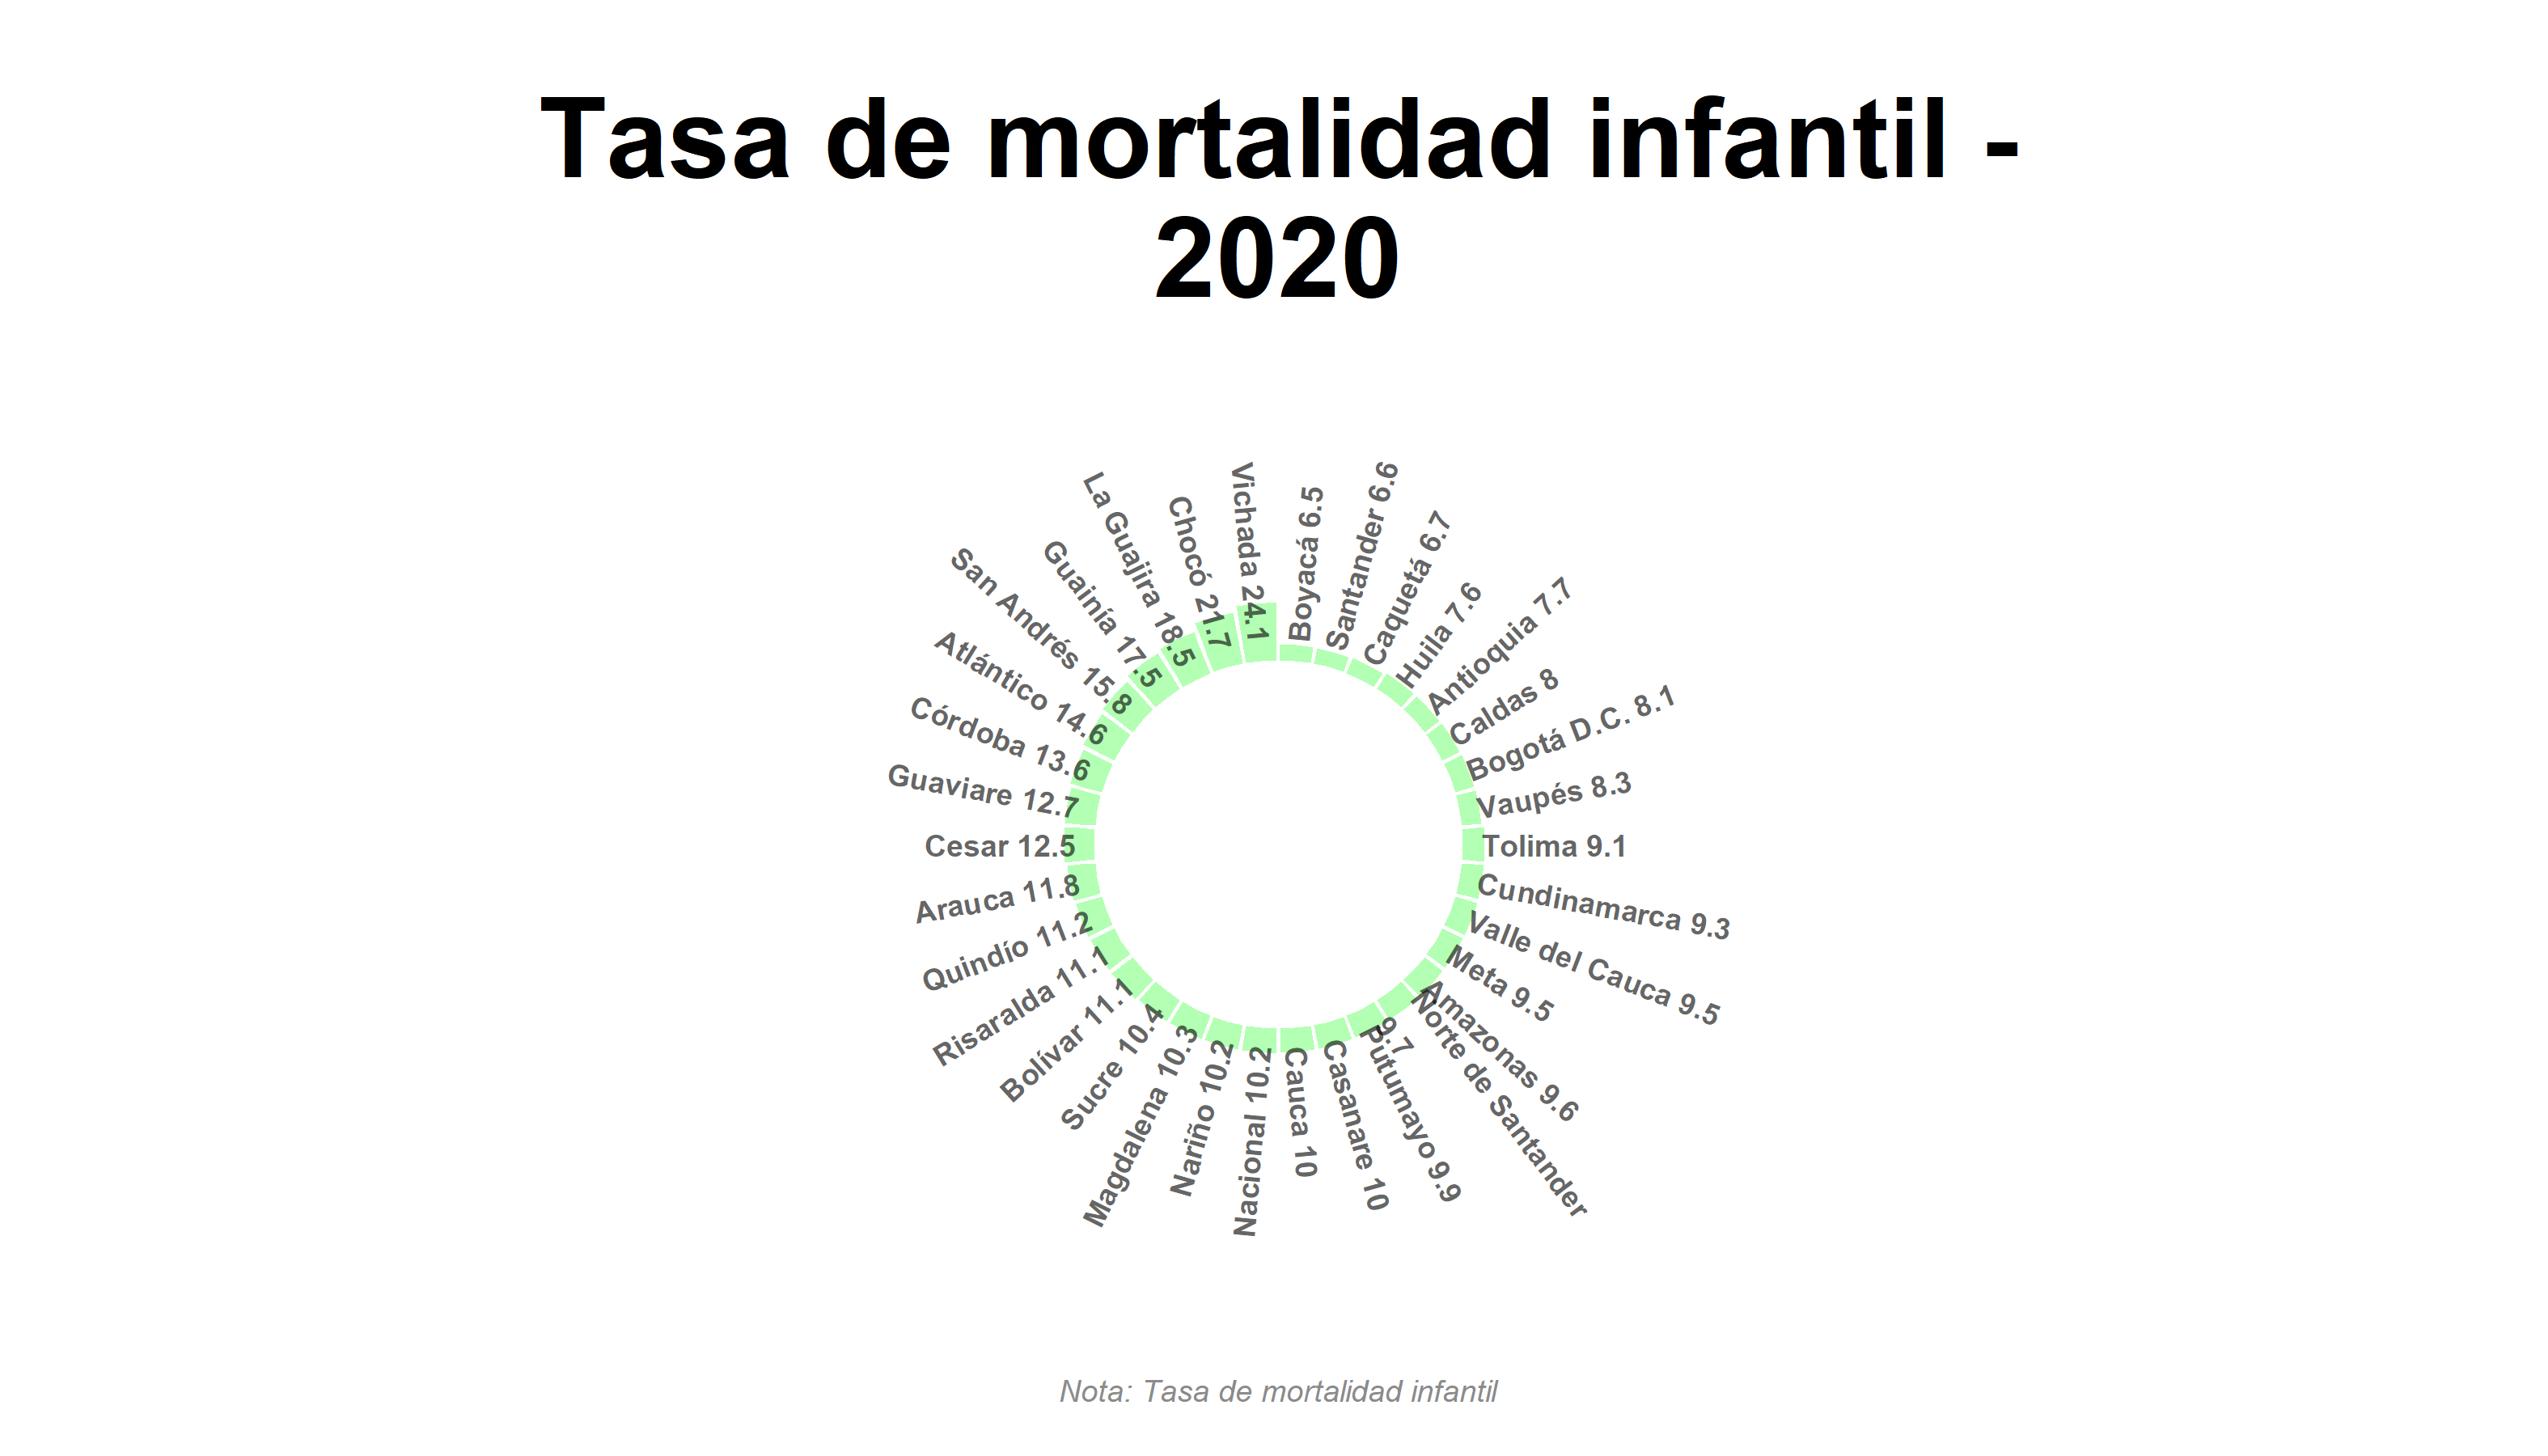 Tasa de mortalidad infantil -
2020
Boyacá 6.5
Santander 6.6
Caquetá 6.7
Huila 7.6
Antioquia 7.7
Caldas 8
Bogotá D.C. 8.1
Vaupés 8.3
Tolima 9.1
Cundinamarca 9.3
Valle del Cauca 9.5
Meta 9.5
Amazonas 9.6
Norte de Santander
9.7
Putumayo 9.9
Casanare 10
Cauca 10
Nacional 10.2
Nariño 10.2
Magdalena 10.3
Sucre 10.4
Bolívar 11.1
Risaralda 11.1
Quindío 11.2
Arauca 11.8
Cesar 12.5
Guaviare 12.7
Córdoba 13.6
Atlántico 14.6
San Andrés 15.8
Guainía 17.5
La Guajira 18.5
Chocó 21.7
Vichada 24.1
Nota: Tasa de mortalidad infantil